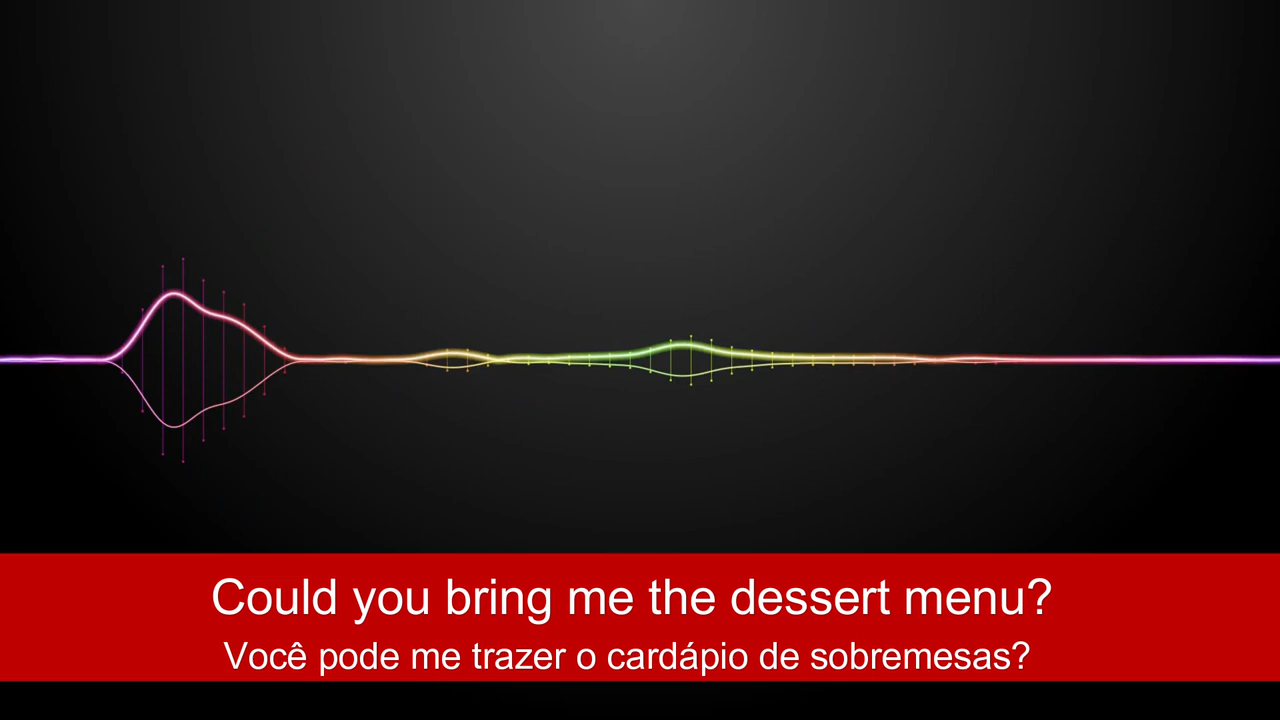 Could you bring me the dessert menu?
Você pode me trazer o cardápio de sobremesas?